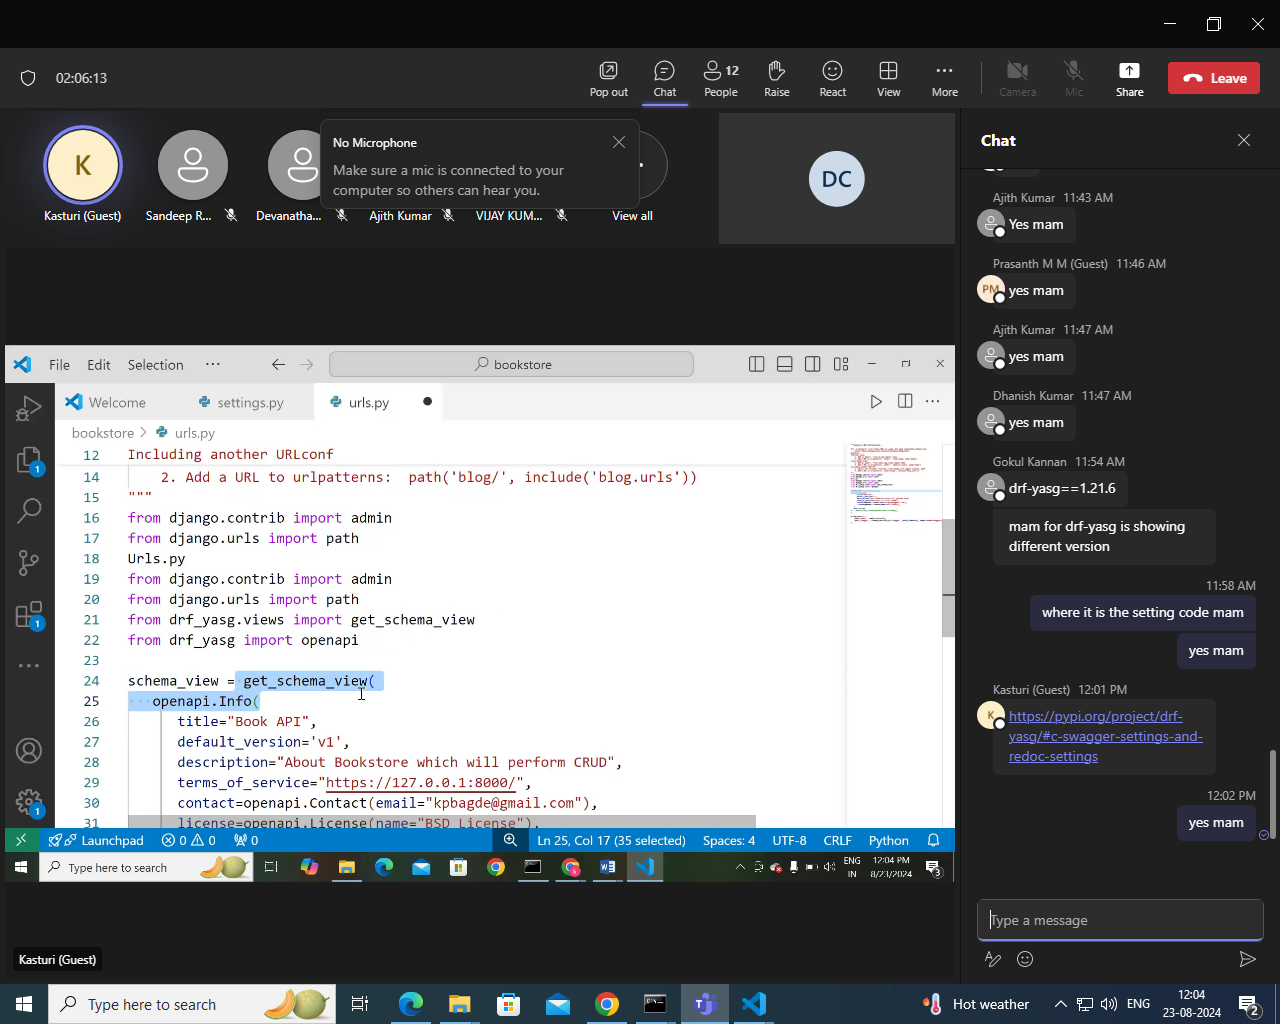 02:06:13
Pop out
Chat
12
People
Raise
React
View
More
Camera
Mic
Share
Leave
K
Kasturi (Guest)
Sandeep R...
Devanatha...
Ajith Kumar
VIJAY KUM...
View all
No Microphone
Make sure a mic is connected to your
computer so others can hear you.
DC
File Edit Selection ···
bookstore
Welcome
settings.py
urls.py
bookstore > urls.py
12 Including another URLconf
14 2. Add a URL to urlpatterns: path('blog/', include('blog.urls'))
15 """
16 from django.contrib import admin
17 from django.urls import path
18 Urls.py
19 from django.contrib import admin
20 from django.urls import path
21 from drf_yasg.views import get_schema_view
22 from drf_yasg import openapi
23
24 schema_view = get_schema_view(
25 openapi.Info(
26 title="Book API",
27 default_version='v1',
28 description="About Bookstore which will perform CRUD",
29 terms_of_service="https://127.0.0.1:8000/",
30 contact=openapi.Contact(email="kpbagde@gmail.com"),
31 license=openapi.License(name="BSD License"),
1
1
1
Launchpad 0 0 0
Ln 25, Col 17 (35 selected) Spaces: 4 UTF-8 CRLF Python
Type here to search
ENG
IN
12:04 PM
8/23/2024
3
Kasturi (Guest)
Chat
Ajith Kumar 11:43 AM
Yes mam
Prasanth M M (Guest) 11:46 AM
PM
yes mam
Ajith Kumar 11:47 AM
yes mam
Dhanish Kumar 11:47 AM
yes mam
Gokul Kannan 11:54 AM
drf-yasg==1.21.6
mam for drf-yasg is showing
different version
11:58 AM
where it is the setting code mam
yes mam
Kasturi (Guest) 12:01 PM
K
https://pypi.org/project/drf-
yasg/#c-swagger-settings-and-
redoc-settings
12:02 PM
yes mam
Type a message
Type here to search
Hot weather
ENG
12:04
23-08-2024
2